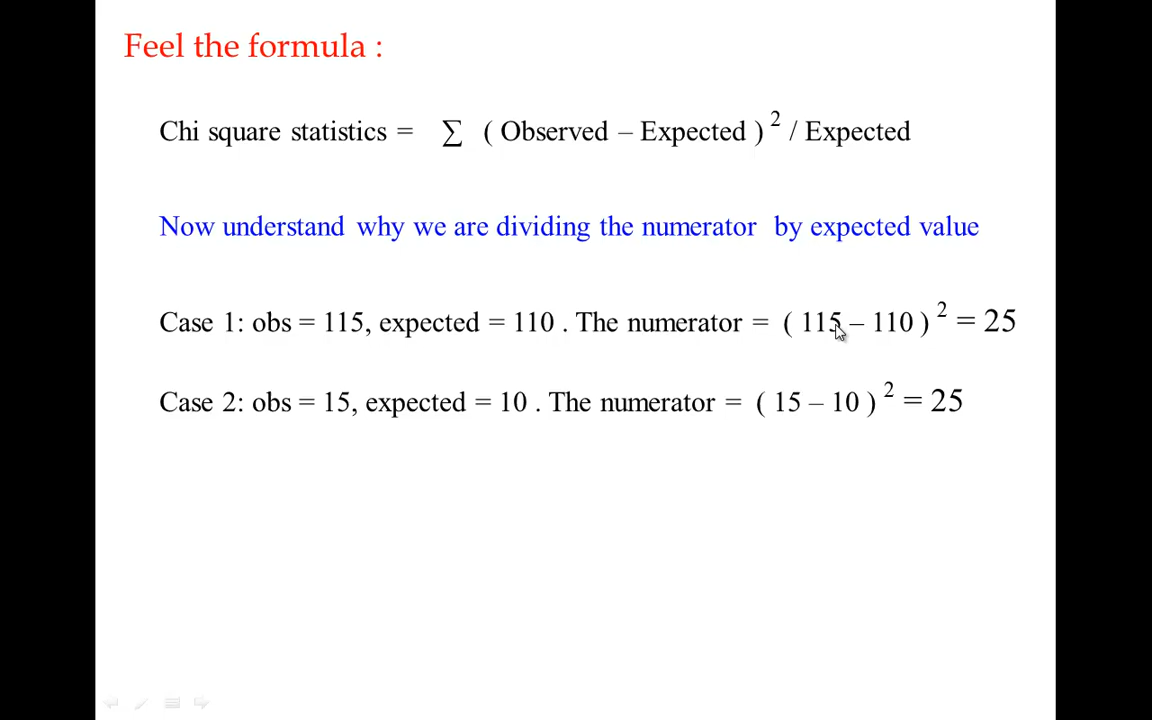 Feel the formula :
Chi square statistics = ∑ ( Observed – Expected ) 2 / Expected
Now understand why we are dividing the numerator by expected value
Case 1: obs = 115, expected = 110 . The numerator = ( 115 – 110 ) 2 = 25
Case 2: obs = 15, expected = 10 . The numerator = ( 15 – 10 ) 2 = 25